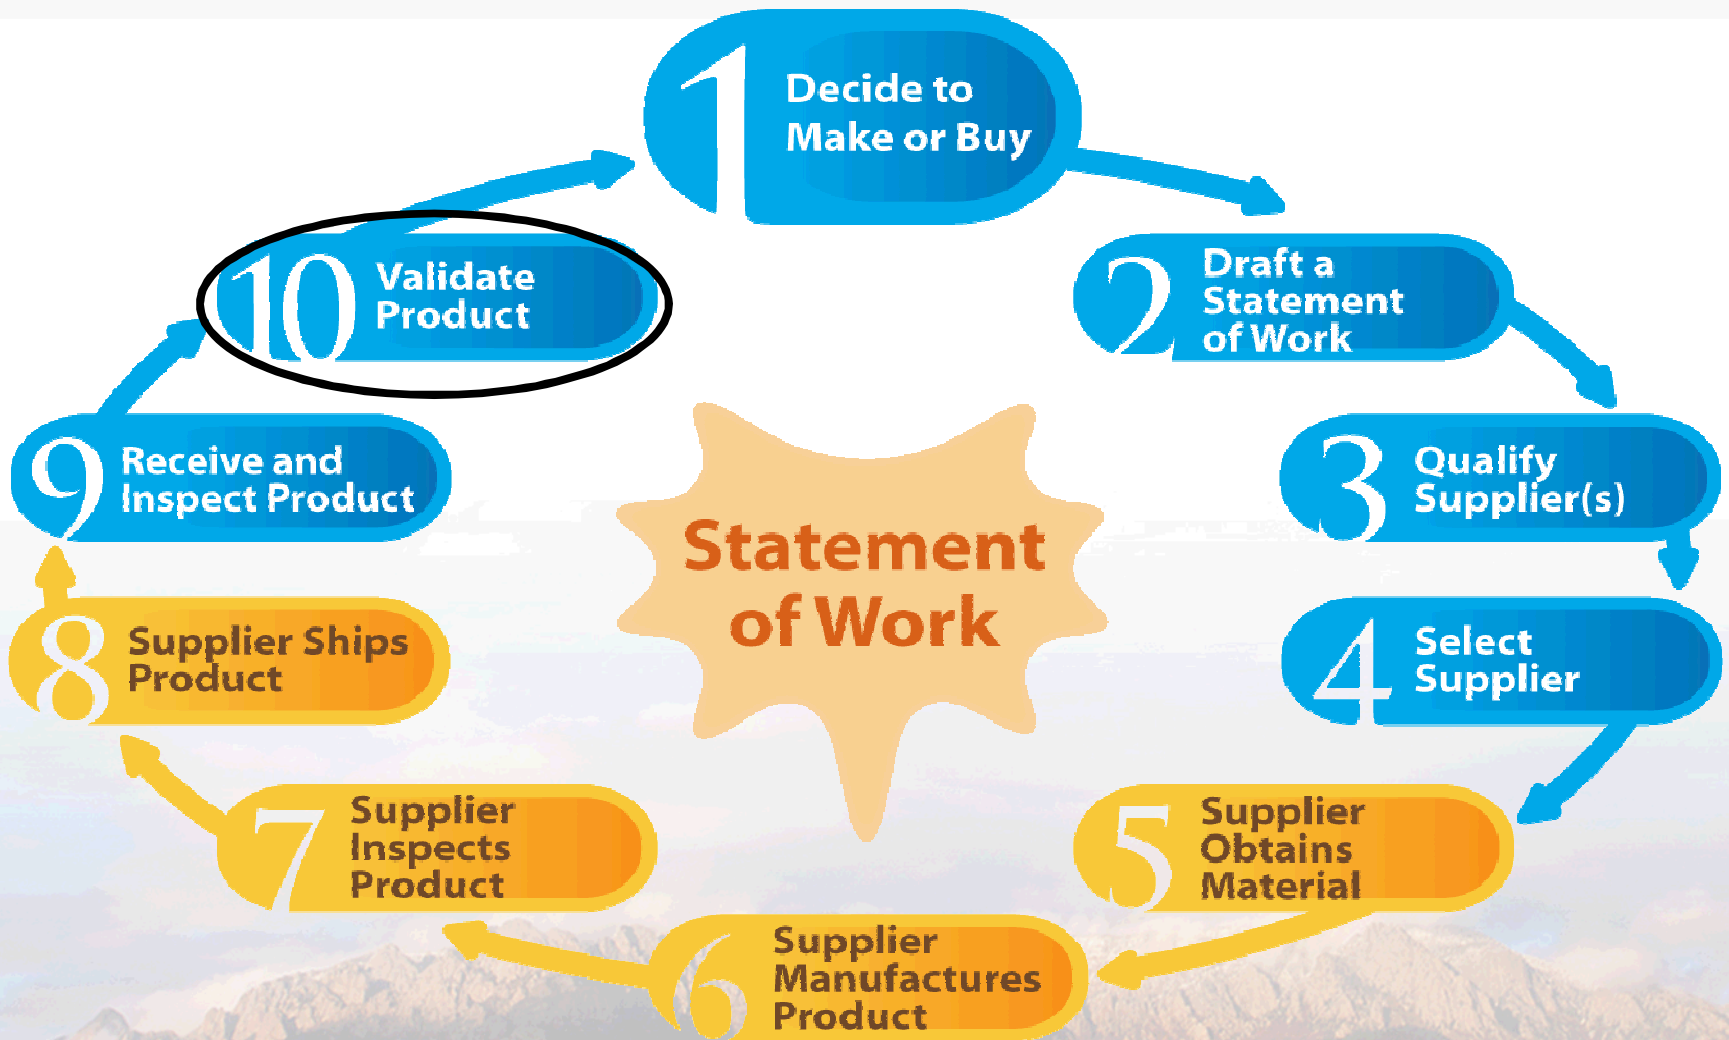 1
Decide to
Make or Buy
2
Draft a
Statement
of Work
3
Qualify
Supplier(s)
4
Select
Supplier
5
Supplier
Obtains
Material
6
Supplier
Manufactures
Product
7
Supplier
Inspects
Product
8
Supplier Ships
Product
9
Receive and
Inspect Product
10
Validate
Product
Statement
of Work